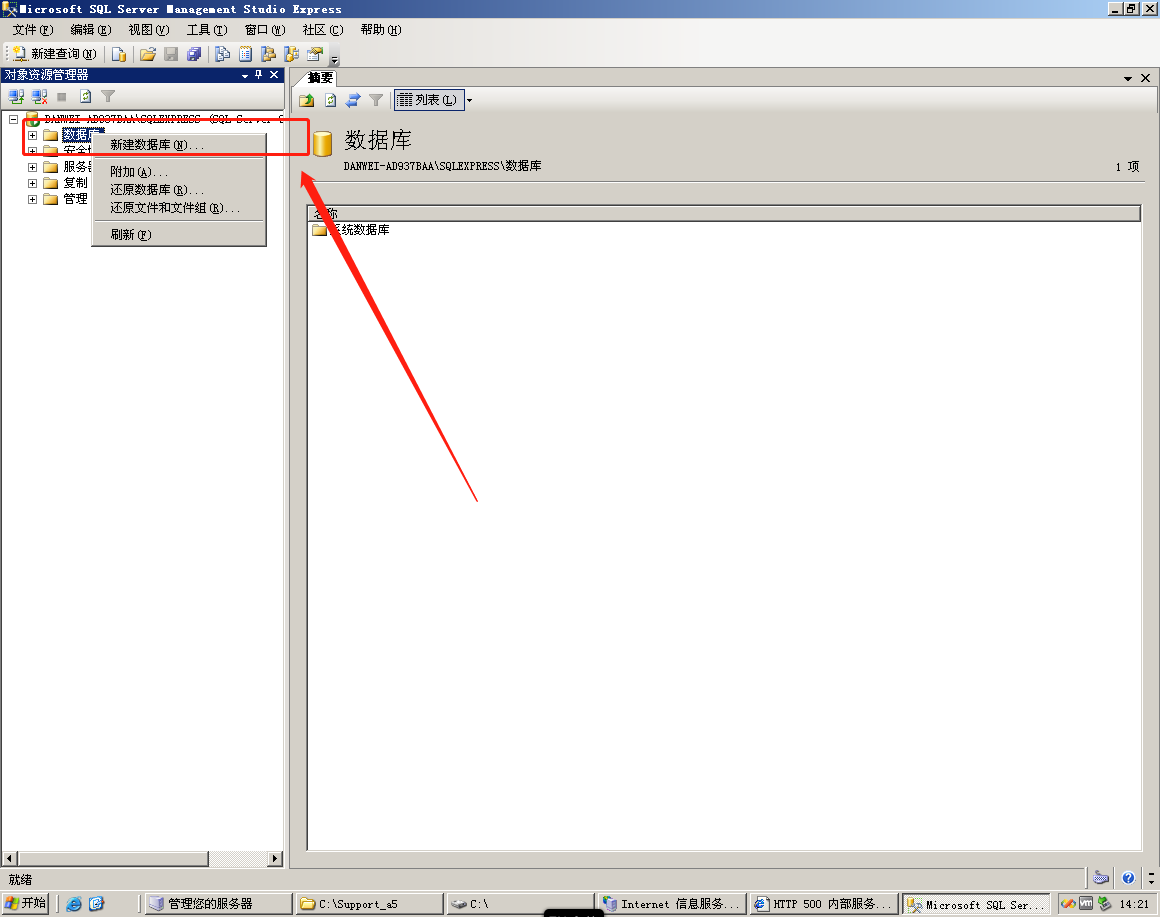 Microsoft SQL Server Management Studio Express
文件(F) 编辑(E) 视图(V) 工具(T) 窗口(W) 社区(C) 帮助(H)
新建查询(N)
对象资源管理器
摘要
列表(L)
DANWEI-AD937BAA\SQLEXPRESS (SQL Server
数据库
新建数据库(N)...
附加(A)...
还原数据库(R)...
还原文件和文件组(R)...
刷新(F)
服务
复制
管理
数据库
DANWEI-AD937BAA\SQLEXPRESS\数据库
1 项
名称
系统数据库
就绪
开始
管理您的服务器
C:\Support_a5
C:\
Internet 信息服务...
HTTP 500 内部服务...
Microsoft SQL Ser...
14:21